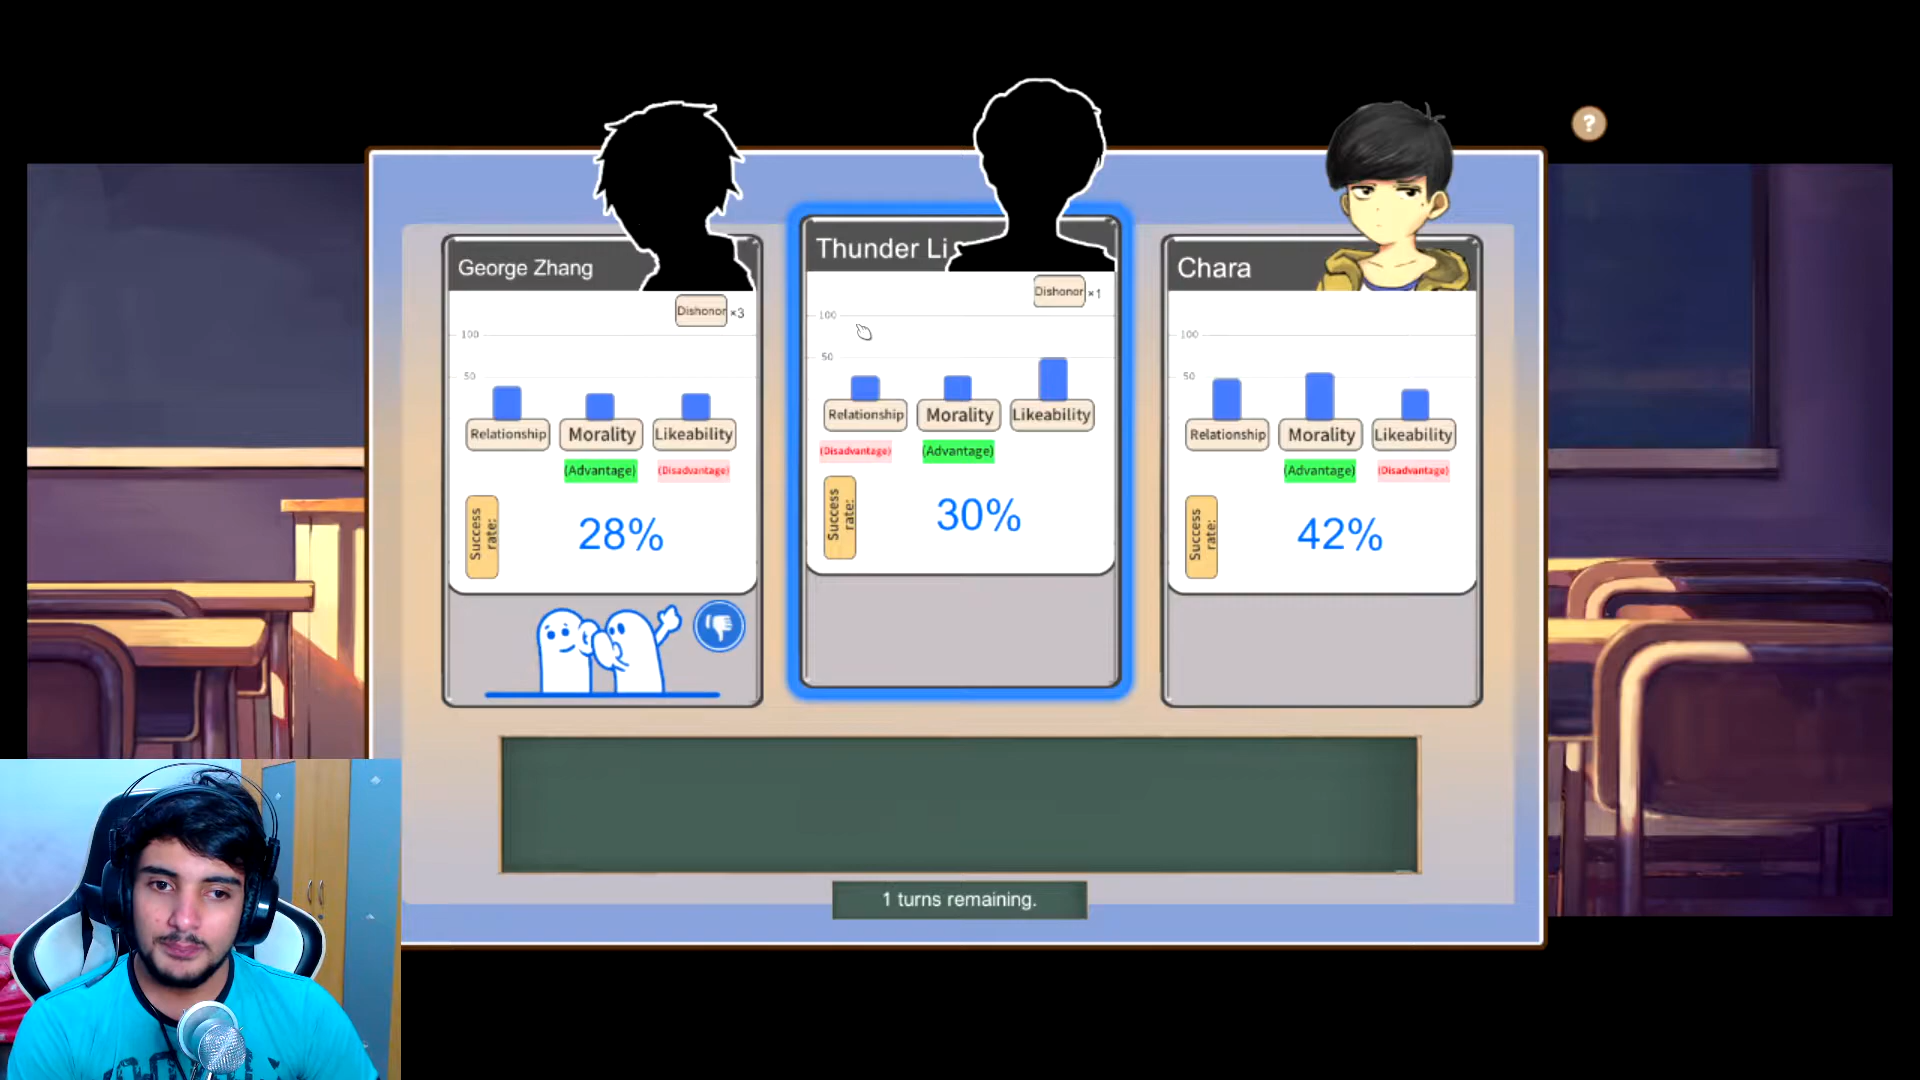 ?
George Zhang
Dishonor ×3
100
50
Relationship
Morality
Likeability
(Advantage)
(Disadvantage)
Success rate:
28%
Thunder Li
Dishonor ×1
100
50
Relationship
Morality
Likeability
(Disadvantage)
(Advantage)
Success rate:
30%
Chara
100
50
Relationship
Morality
Likeability
(Advantage)
(Disadvantage)
Success rate:
42%
1 turns remaining.